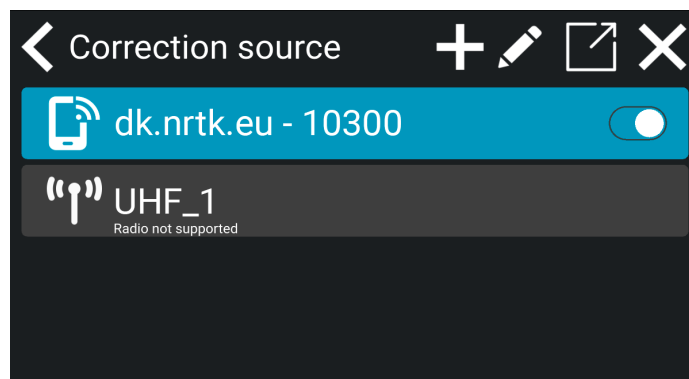 Correction source
dk.nrtk.eu - 10300
UHF_1
Radio not supported